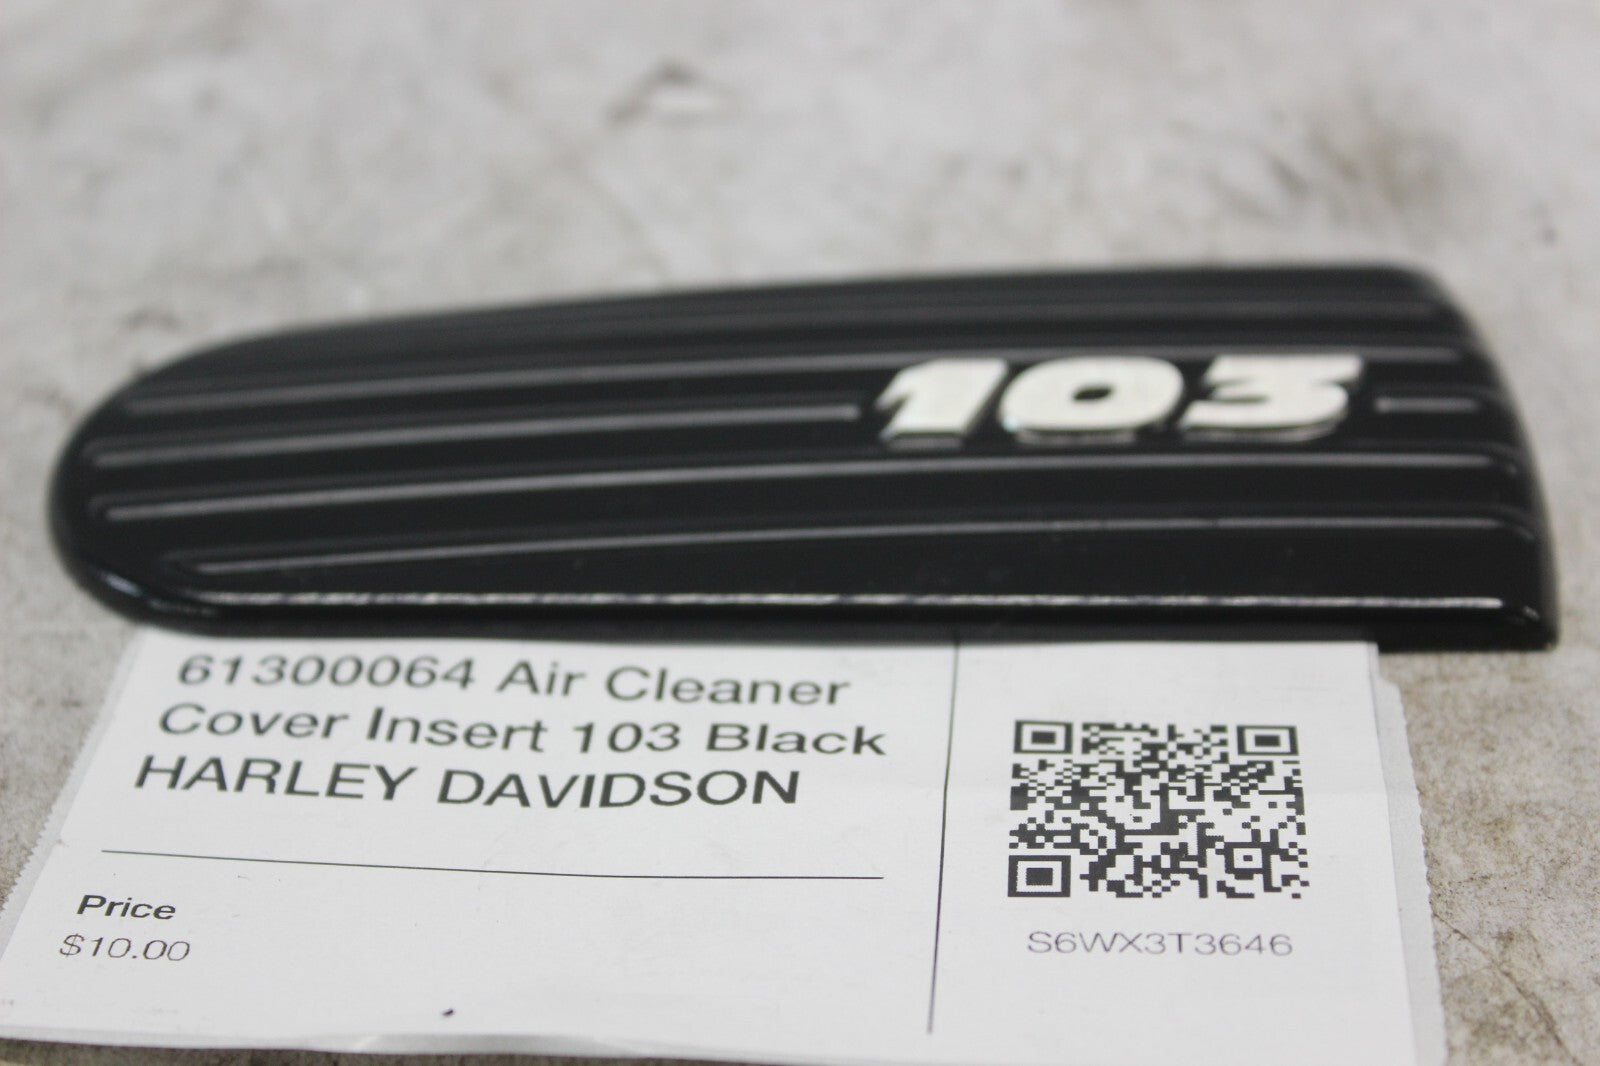 103
61300064 Air Cleaner
Cover Insert 103 Black
HARLEY DAVIDSON
Price
$10.00
S6WX3T3646